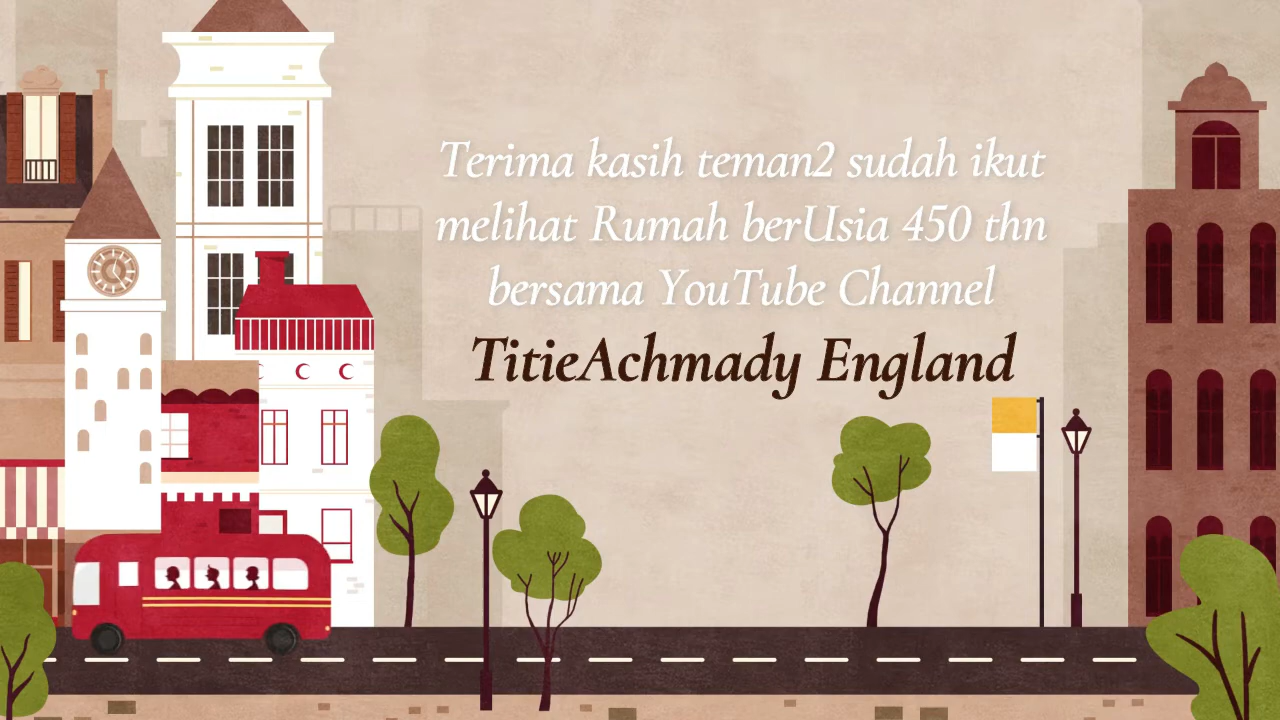 Terima kasih teman2 sudah ikut
melihat Rumah berUsia 450 thn
bersama YouTube Channel
TitieAchmady England